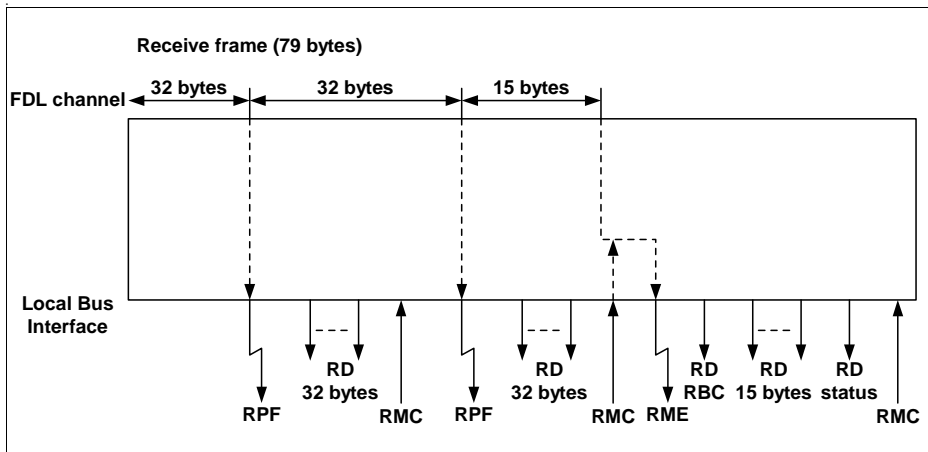 Receive frame (79 bytes)
32 bytes
32 bytes
15 bytes
FDL channel
Local Bus
Interface
RD
32 bytes
RD
32 bytes
RD
RBC
RD
15 bytes
RD
status
RPF
RMC
RPF
RMC
RME
RMC